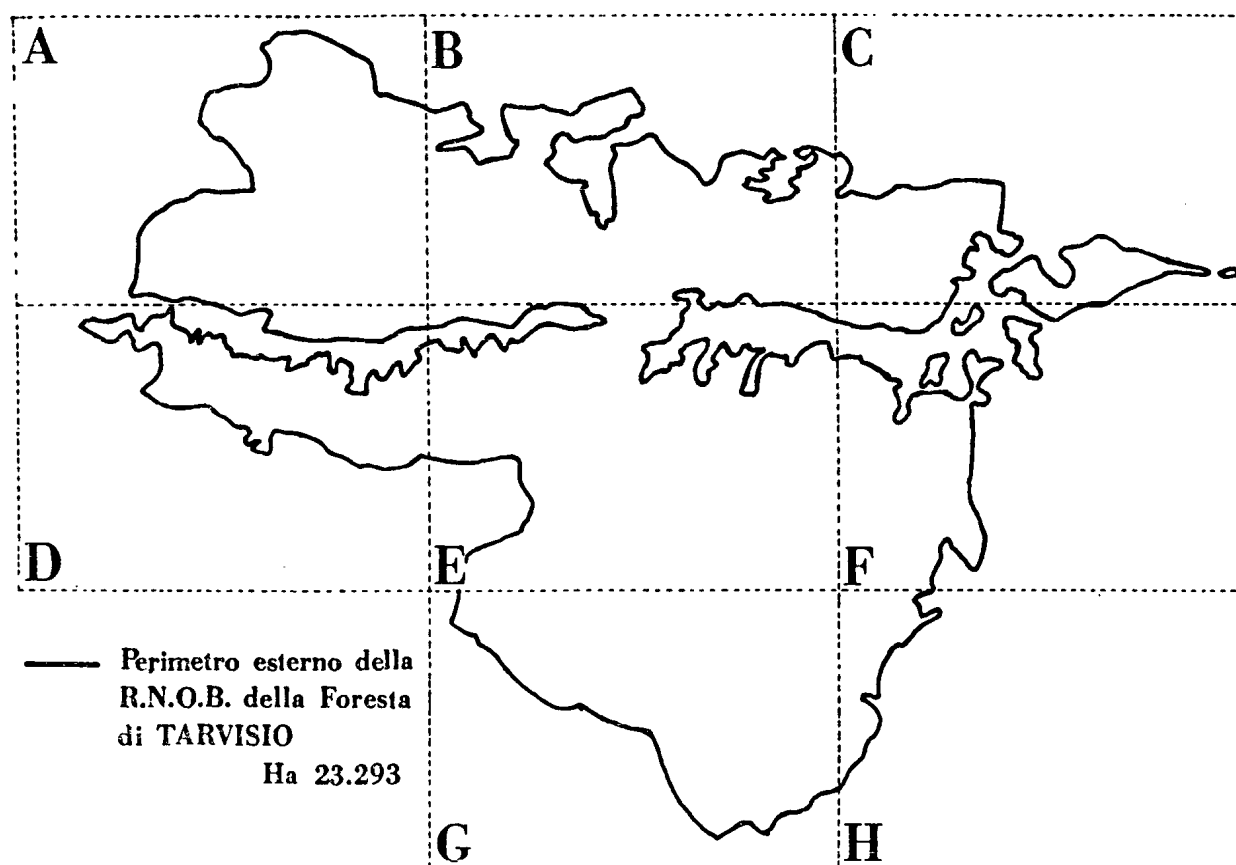 A
B
C
D
E
F
Perimetro esterno della
R.N.O.B. della Foresta
di TARVISIO
Ha 23.293
G
H